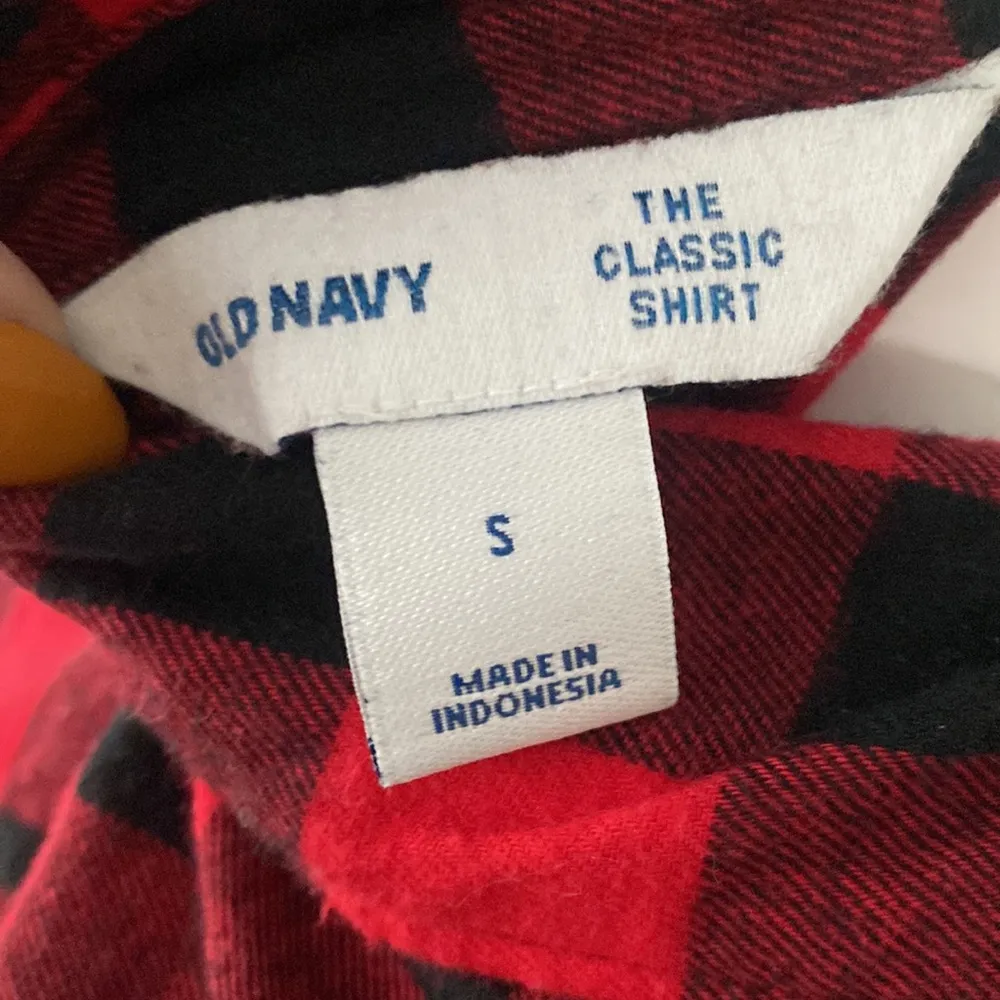 OLD NAVY
THE
CLASSIC
SHIRT
S
MADE IN
INDONESIA